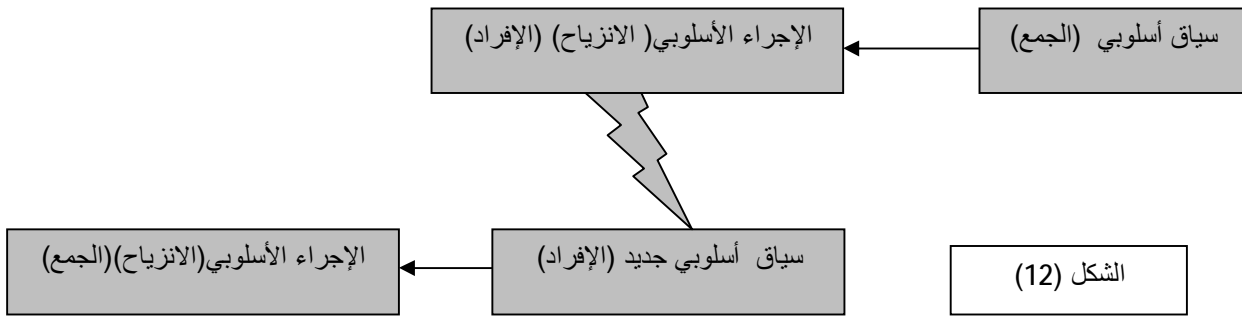 سياق أسلوبي (الجمع)
الإجراء الأسلوبي( الانزياح) (الإفراد)
سياق أسلوبي جديد (الإفراد)
الإجراء الأسلوبي(الانزياح)(الجمع)
الشكل (12)